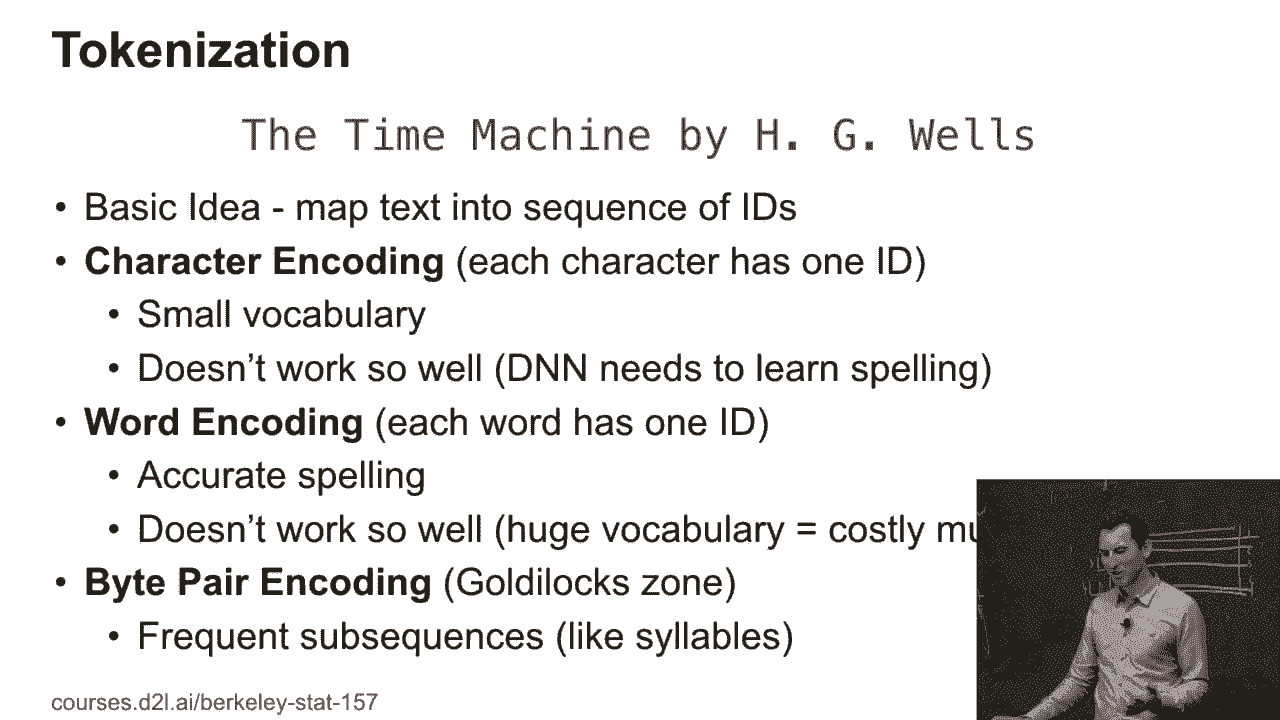 Tokenization
The Time Machine by H. G. Wells
• Basic Idea - map text into sequence of IDs
• Character Encoding (each character has one ID)
• Small vocabulary
• Doesn’t work so well (DNN needs to learn spelling)
• Word Encoding (each word has one ID)
• Accurate spelling
• Doesn’t work so well (huge vocabulary = costly
• Byte Pair Encoding (Goldilocks zone)
• Frequent subsequences (like syllables)
courses.d2l.ai/berkeley-stat-157